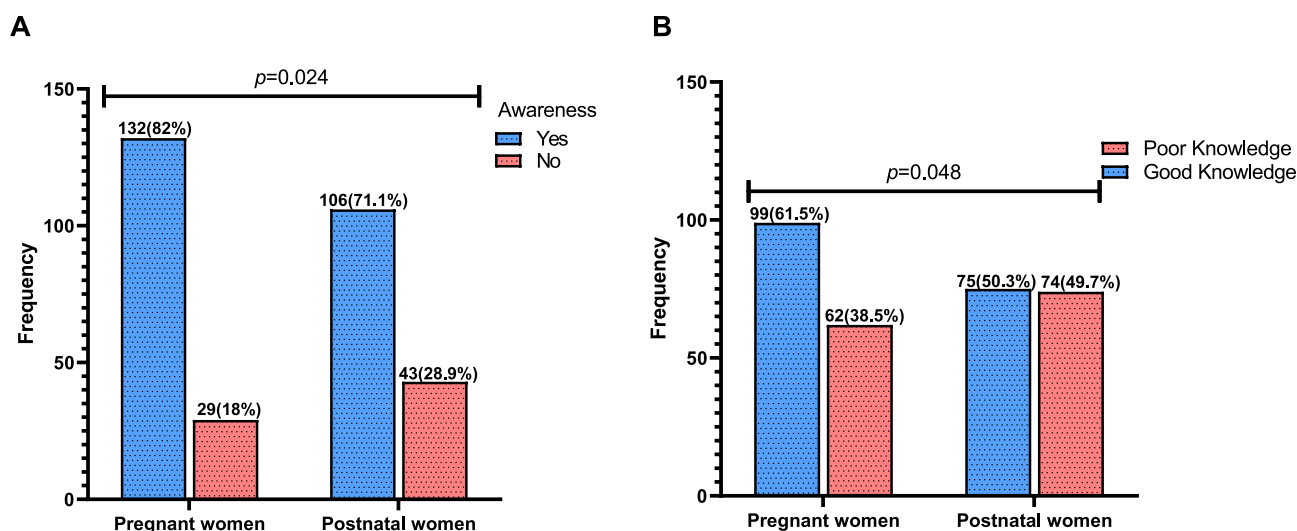 A
p=0.024
150
100
50
0
Frequency
132(82%)
29(18%)
106(71.1%)
43(28.9%)
Awareness
Yes
No
Pregnant women
Postnatal women
B
p=0.048
150
100
50
0
Frequency
99(61.5%)
62(38.5%)
75(50.3%)
74(49.7%)
Poor Knowledge
Good Knowledge
Pregnant women
Postnatal women